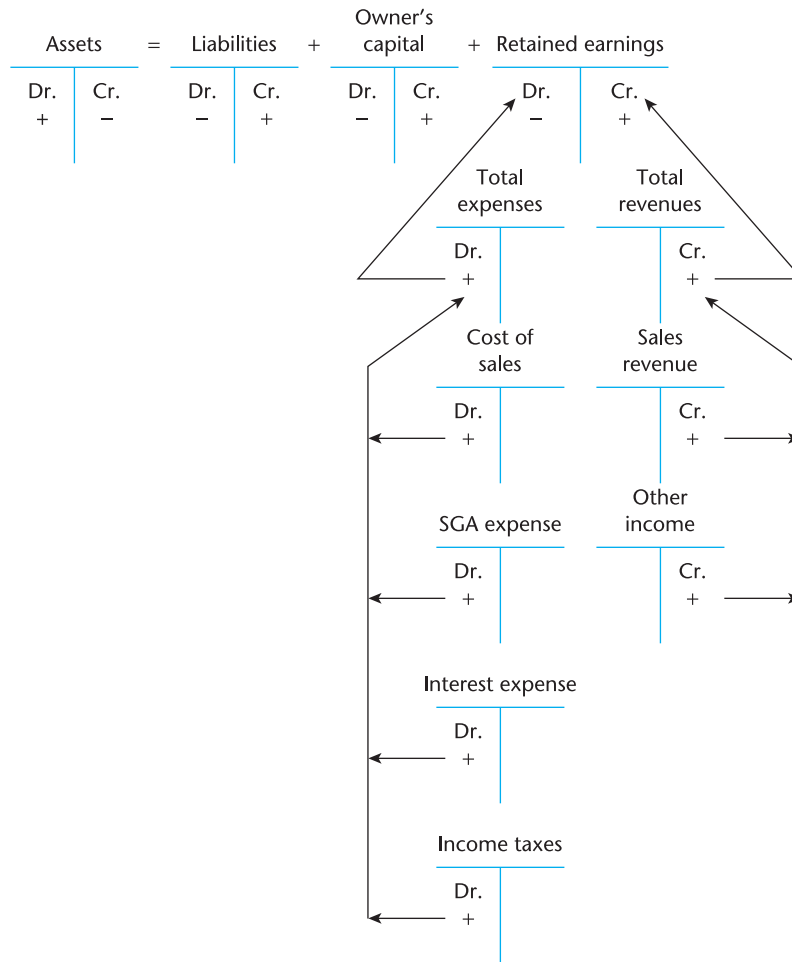 Owner's
Assets = Liabilities + capital + Retained earnings
Dr. Cr. Dr. Cr. Dr. Cr. Dr. Cr.
+ − − + − + − +
Total Total
expenses revenues
Dr. Cr.
+ +
Cost of Sales
sales revenue
Dr. Cr.
+ +
Other
SGA expense income
Dr. Cr.
+ +
Interest expense
Dr.
+
Income taxes
Dr.
+